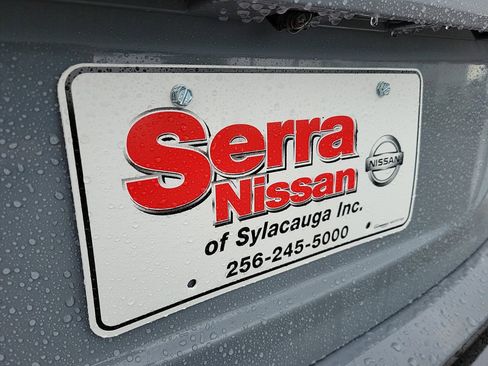 Serra
Nissan
NISSAN
of Sylacauga Inc.
256-245-5000